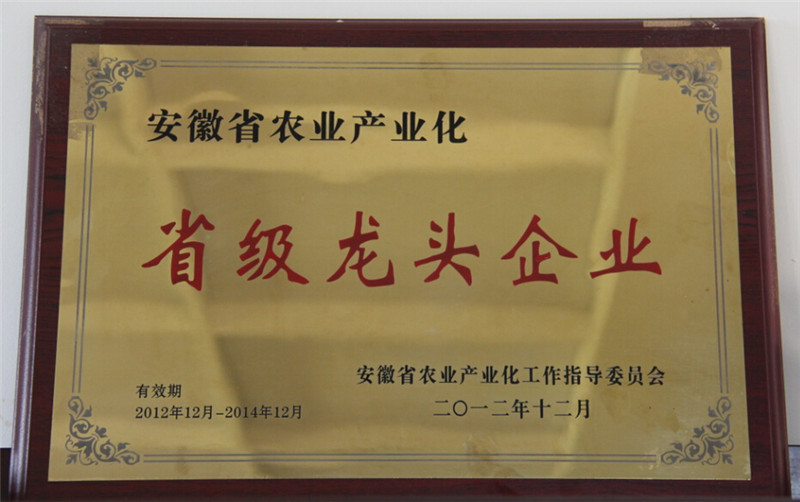 安徽省农业产业化
省级龙头企业
有效期
2012年12月-2014年12月
安徽省农业产业化工作指导委员会
二〇一二年十二月